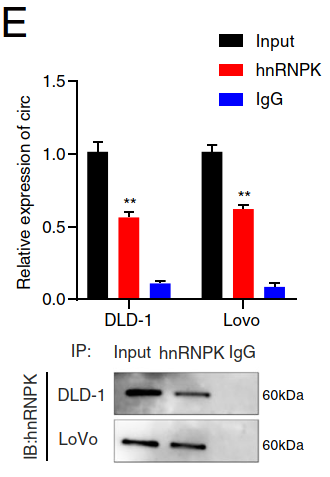 E
Input
hnRNPK
IgG
Relative expression of circ
1.5
1.0
0.5
0.0
**
**
DLD-1 Lovo
IP: Input hnRNPK IgG
IB:hnRNPK
DLD-1 60kDa
LoVo 60kDa